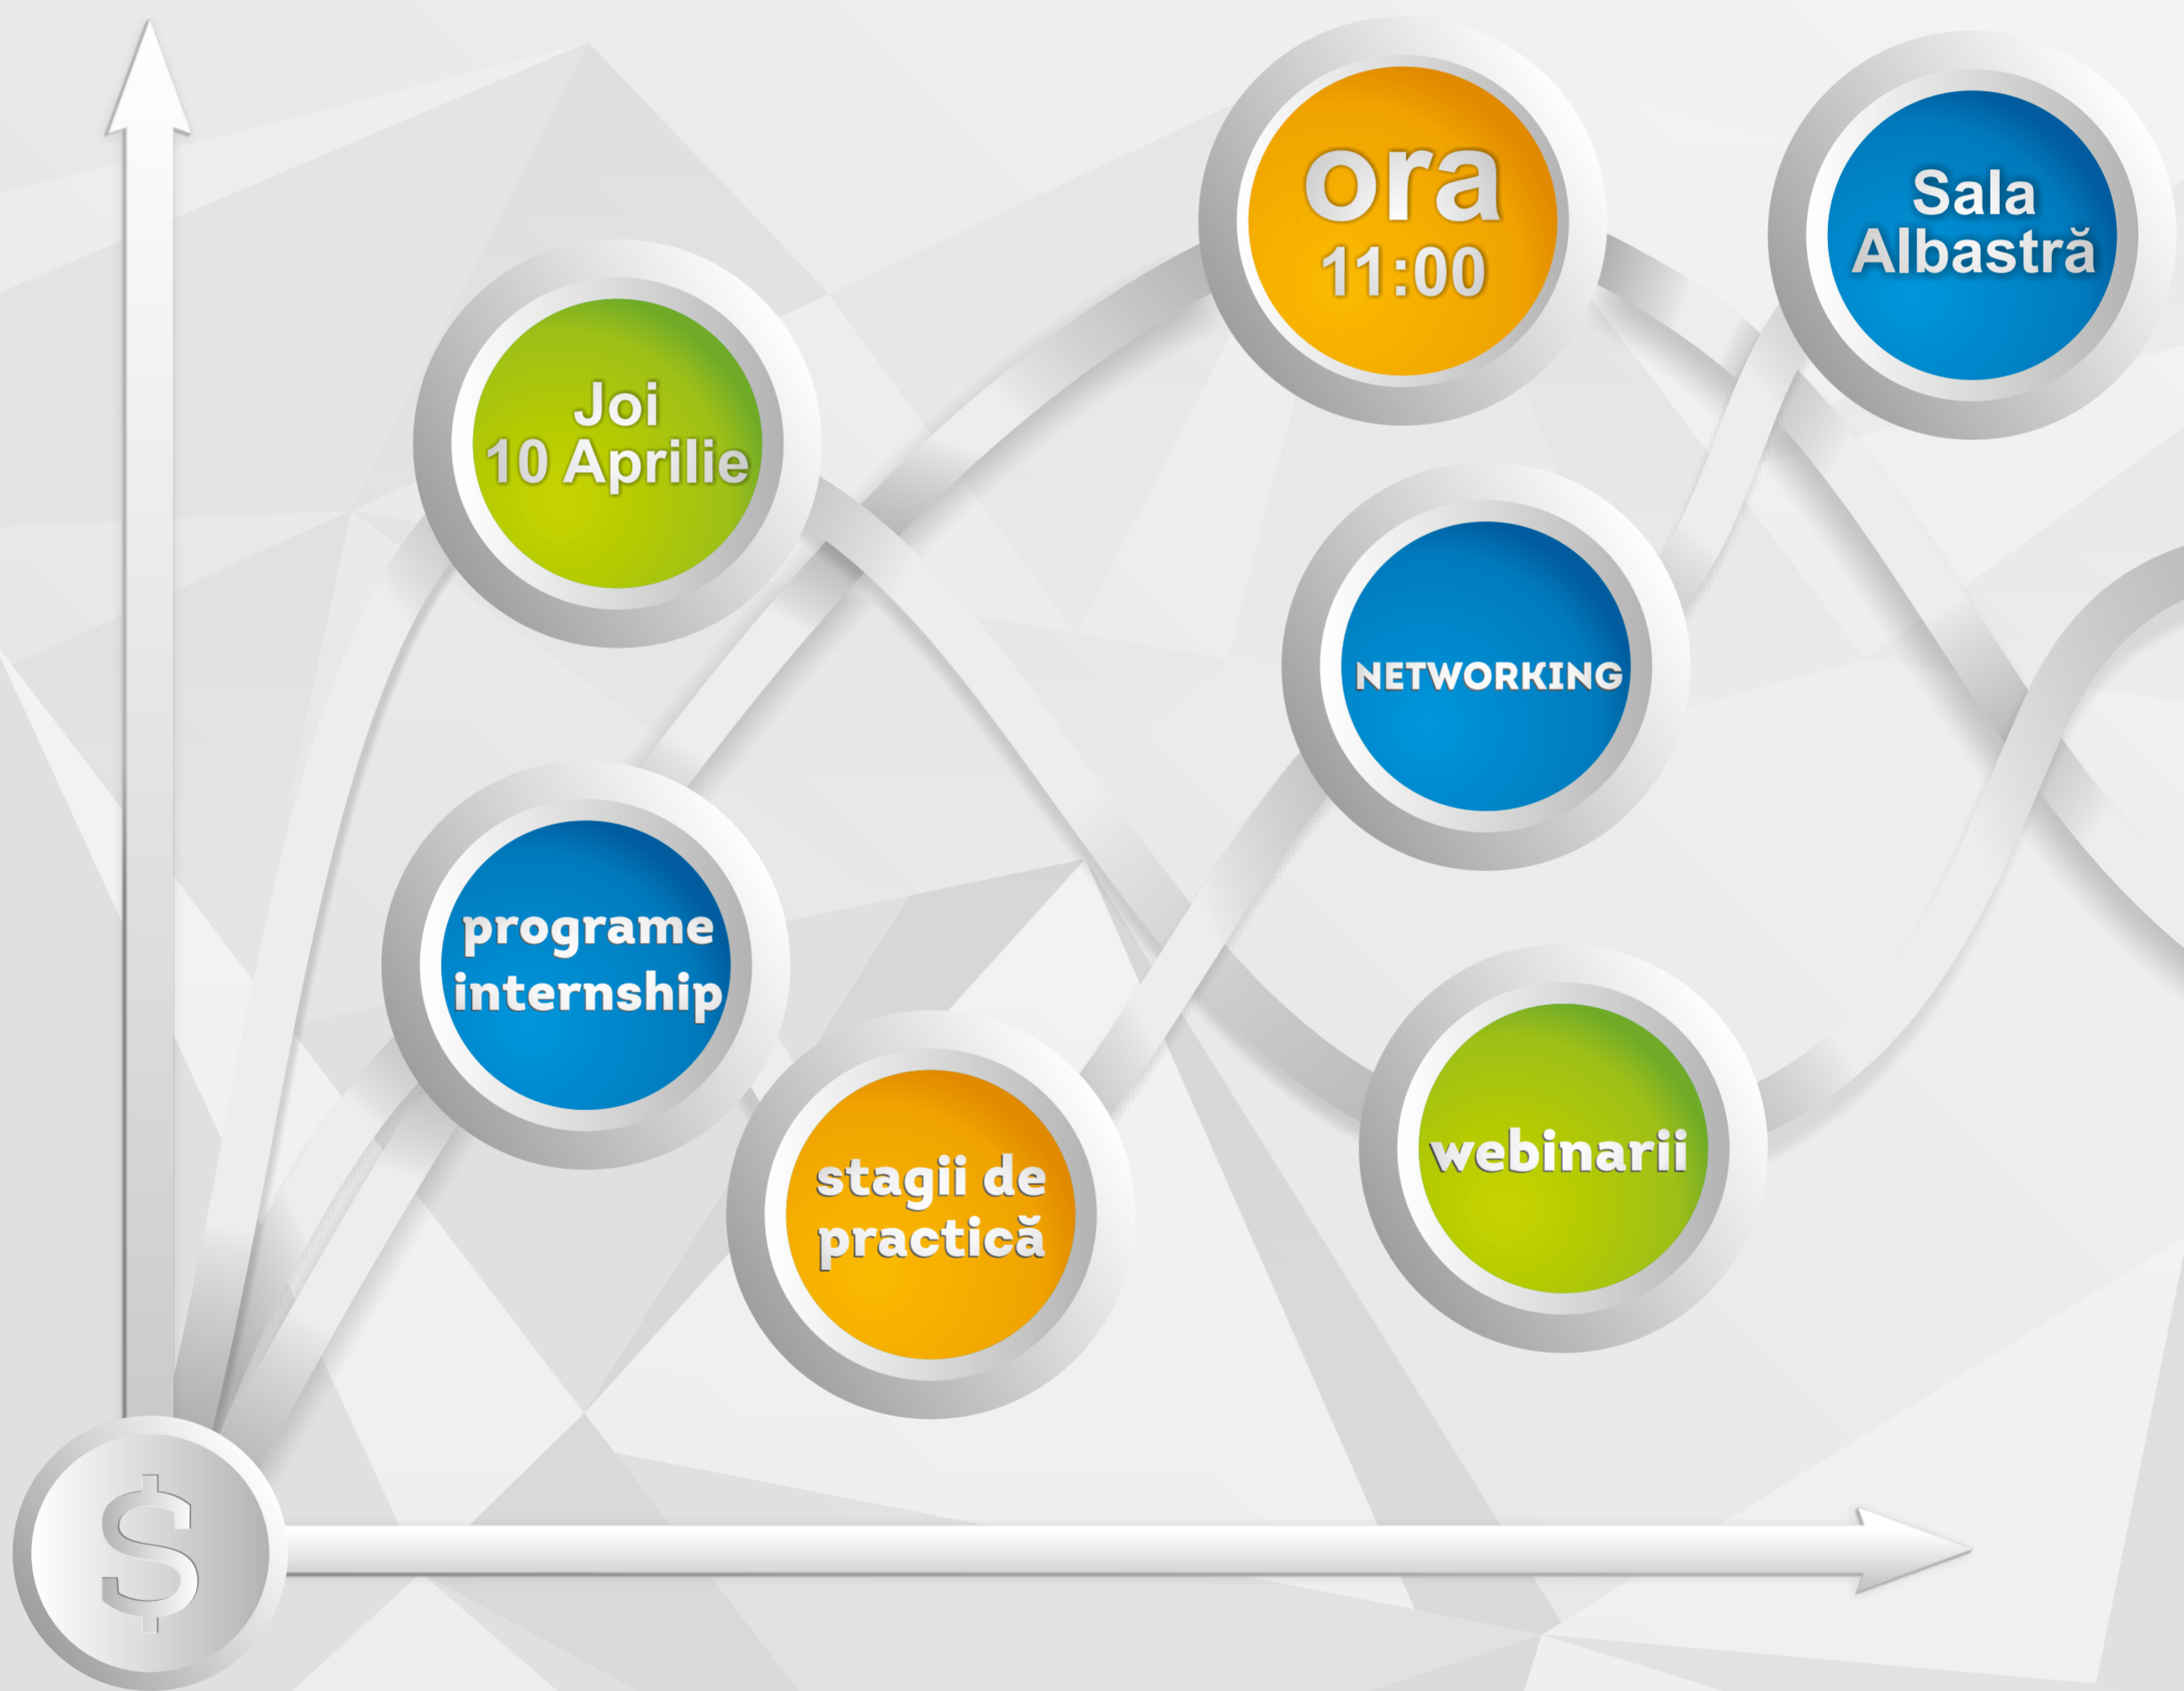 ora
11:00
Sala
Albastră
Joi
10 Aprilie
NETWORKING
programe
internship
stagii de
practică
webinarii
$